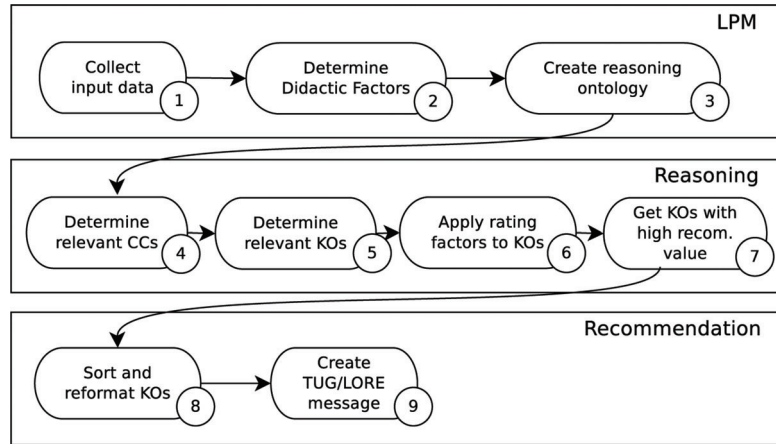 LPM
Collect
input data
1
Determine
Didactic Factors
2
Create reasoning
ontology
3
Reasoning
Determine
relevant CCs
4
Determine
relevant KOs
5
Apply rating
factors to KOs
6
Get KOs with
high recom.
value
7
Recommendation
Sort and
reformat KOs
8
Create
TUG/LORE
message
9